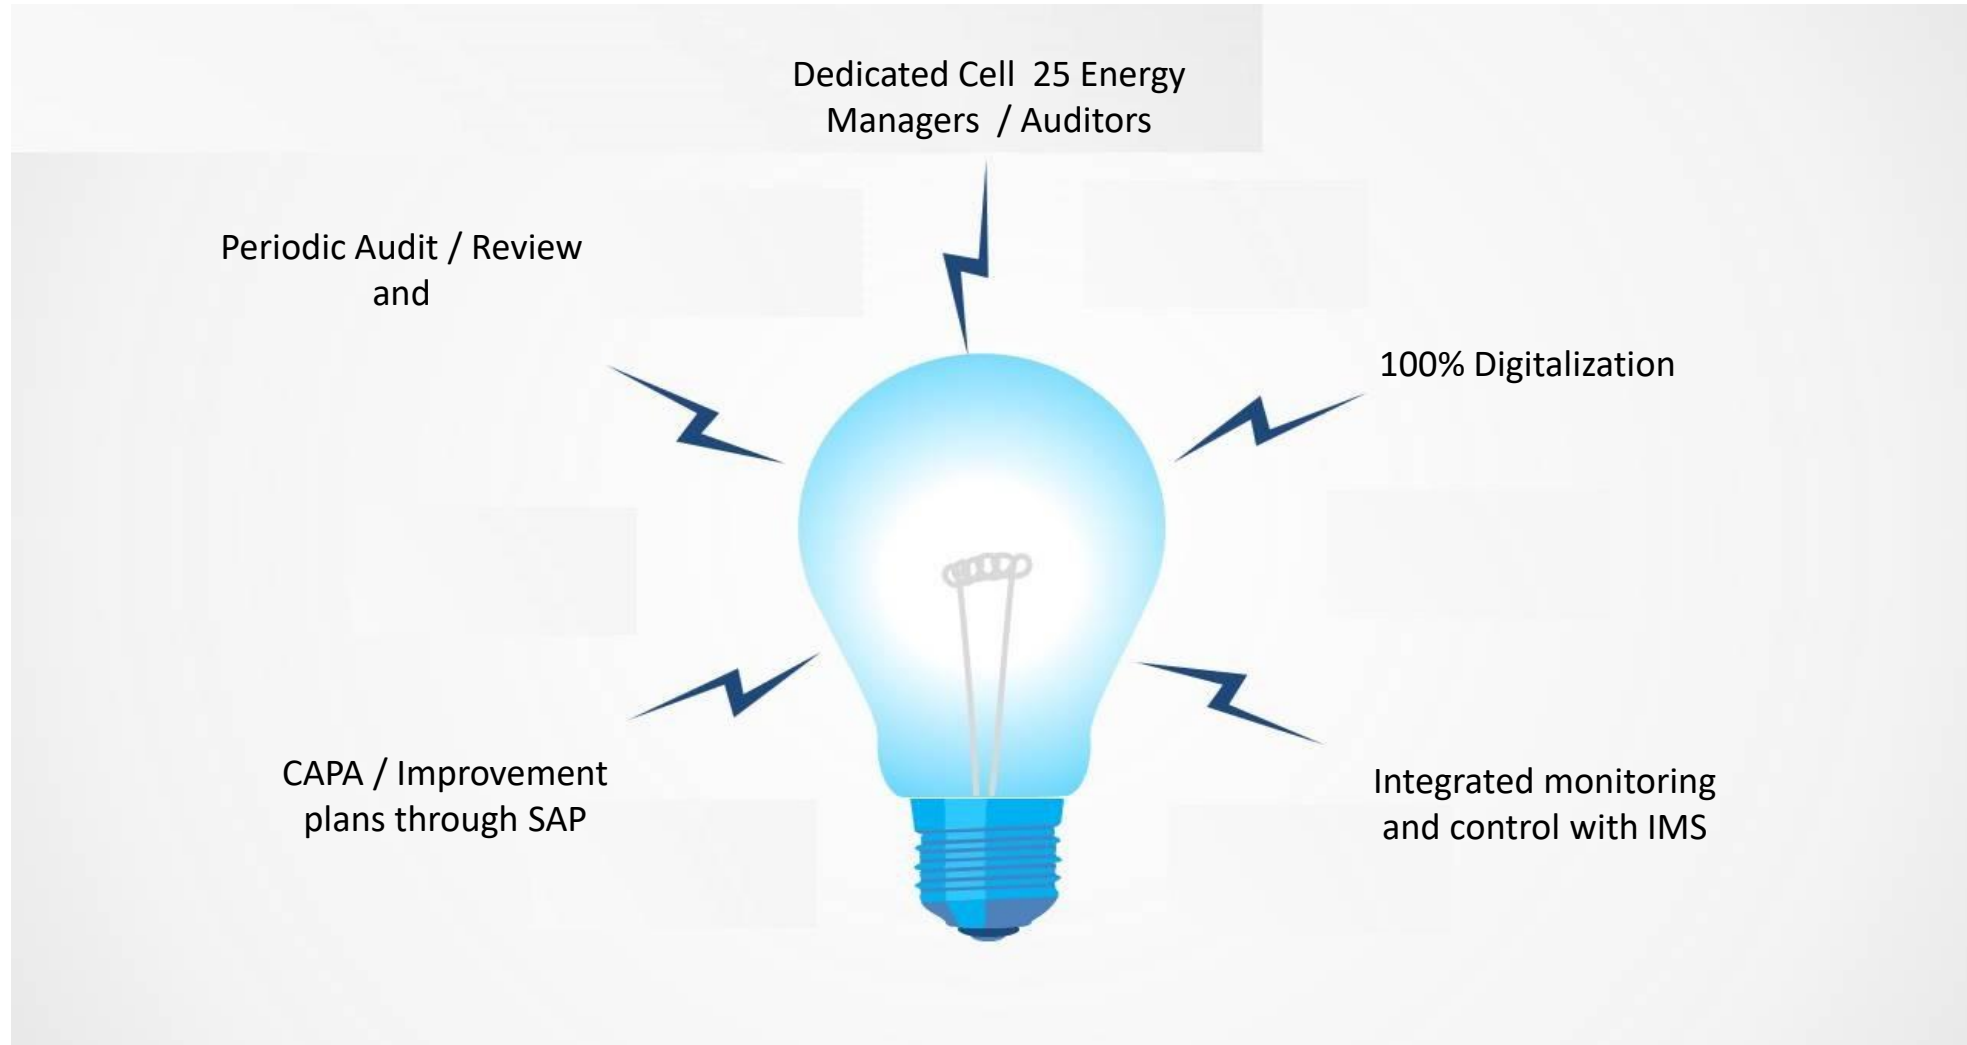 Dedicated Cell  25 Energy
Managers  / Auditors
Periodic Audit / Review
and
100% Digitalization
CAPA / Improvement
plans through SAP
Integrated monitoring
and control with IMS